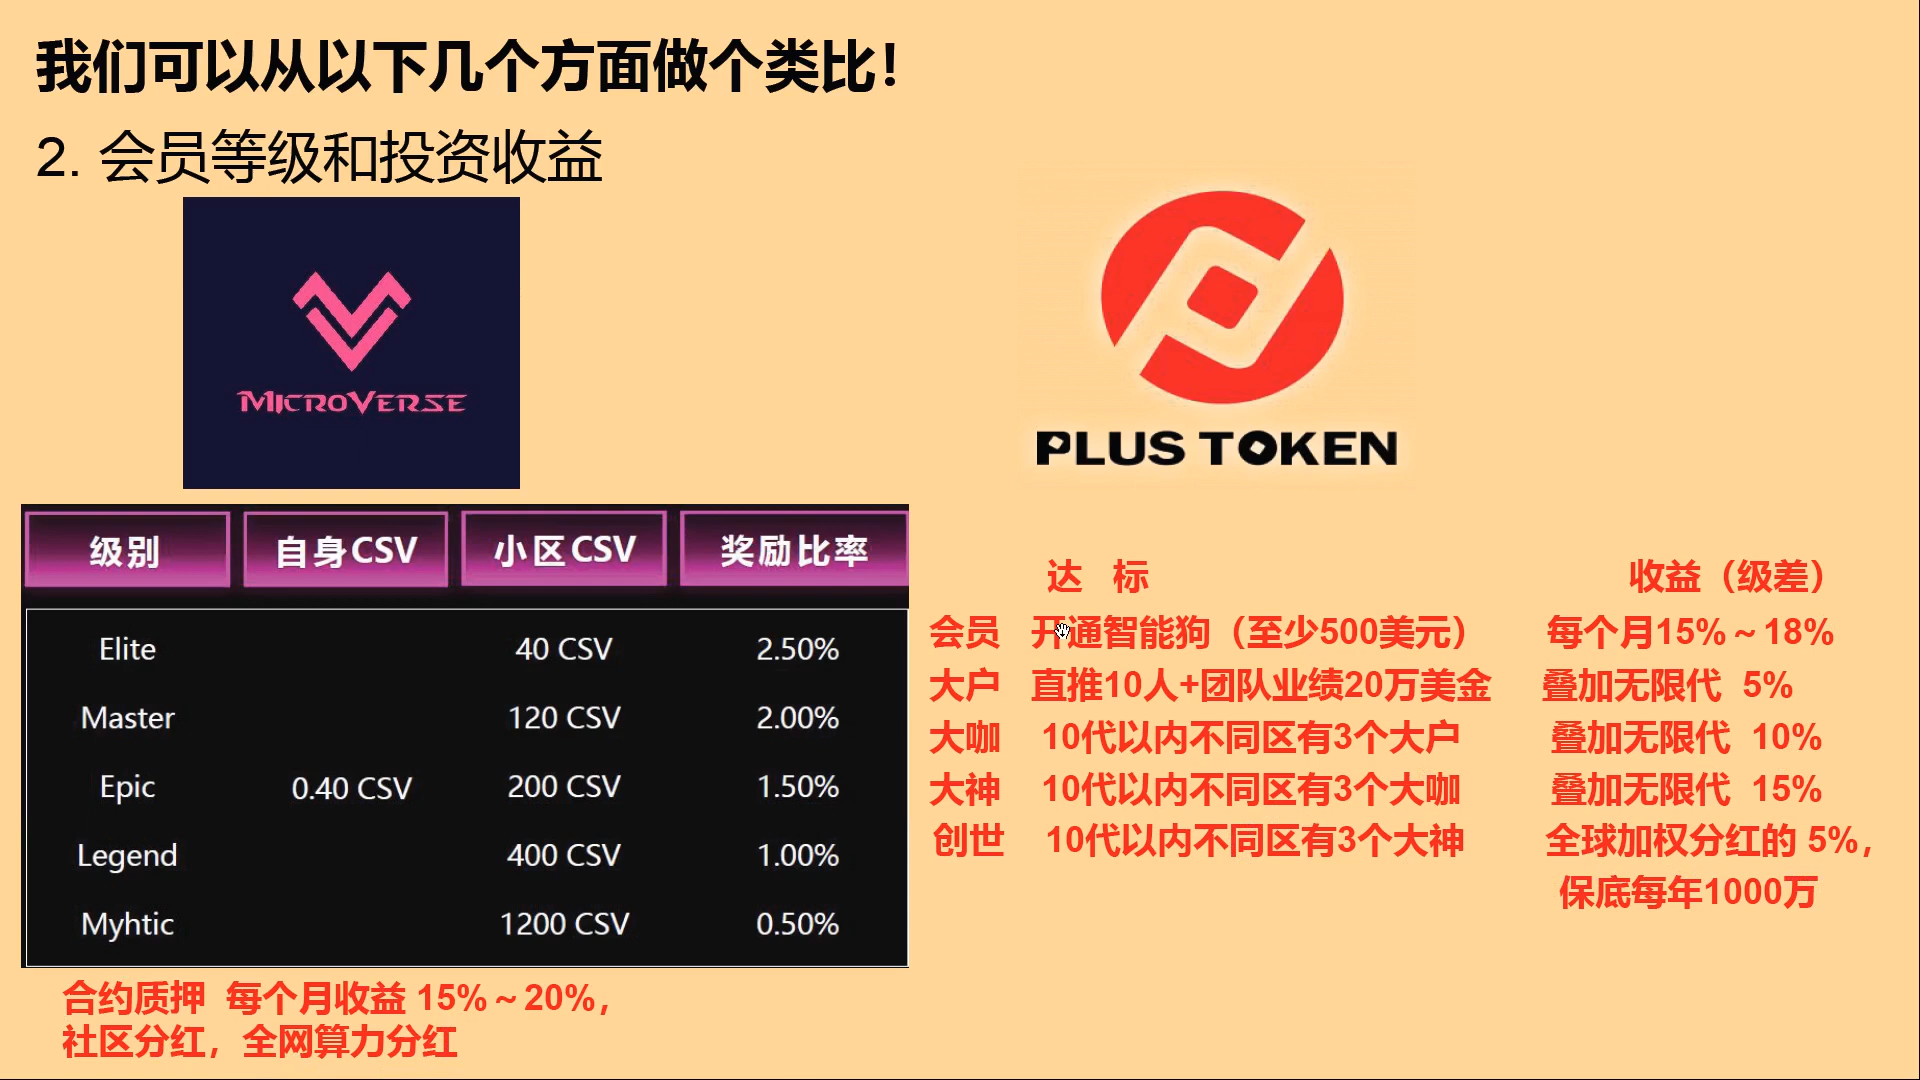 我们可以从以下几个方面做个类比！
2. 会员等级和投资收益
MICROVERSE
PLUS TOKEN
级别 自身CSV 小区CSV 奖励比率
Elite 40 CSV 2.50%
Master 120 CSV 2.00%
Epic 0.40 CSV 200 CSV 1.50%
Legend 400 CSV 1.00%
Myhtic 1200 CSV 0.50%
合约质押 每个月收益 15%～20%，
社区分红，全网算力分红
达 标 收益（级差）
会员 开通智能狗（至少500美元） 每个月15%～18%
大户 直推10人+团队业绩20万美金 叠加无限代 5%
大咖 10代以内不同区有3个大户 叠加无限代 10%
大神 10代以内不同区有3个大咖 叠加无限代 15%
创世 10代以内不同区有3个大神 全球加权分红的 5%，
保底每年1000万